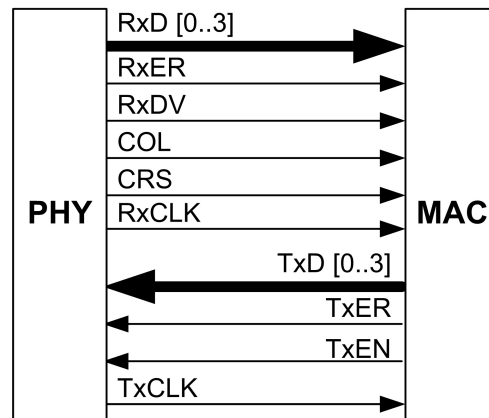 RxD [0..3]
RxER
RxDV
COL
CRS
PHY
RxCLK
MAC
TxD [0..3]
TxER
TxEN
TxCLK